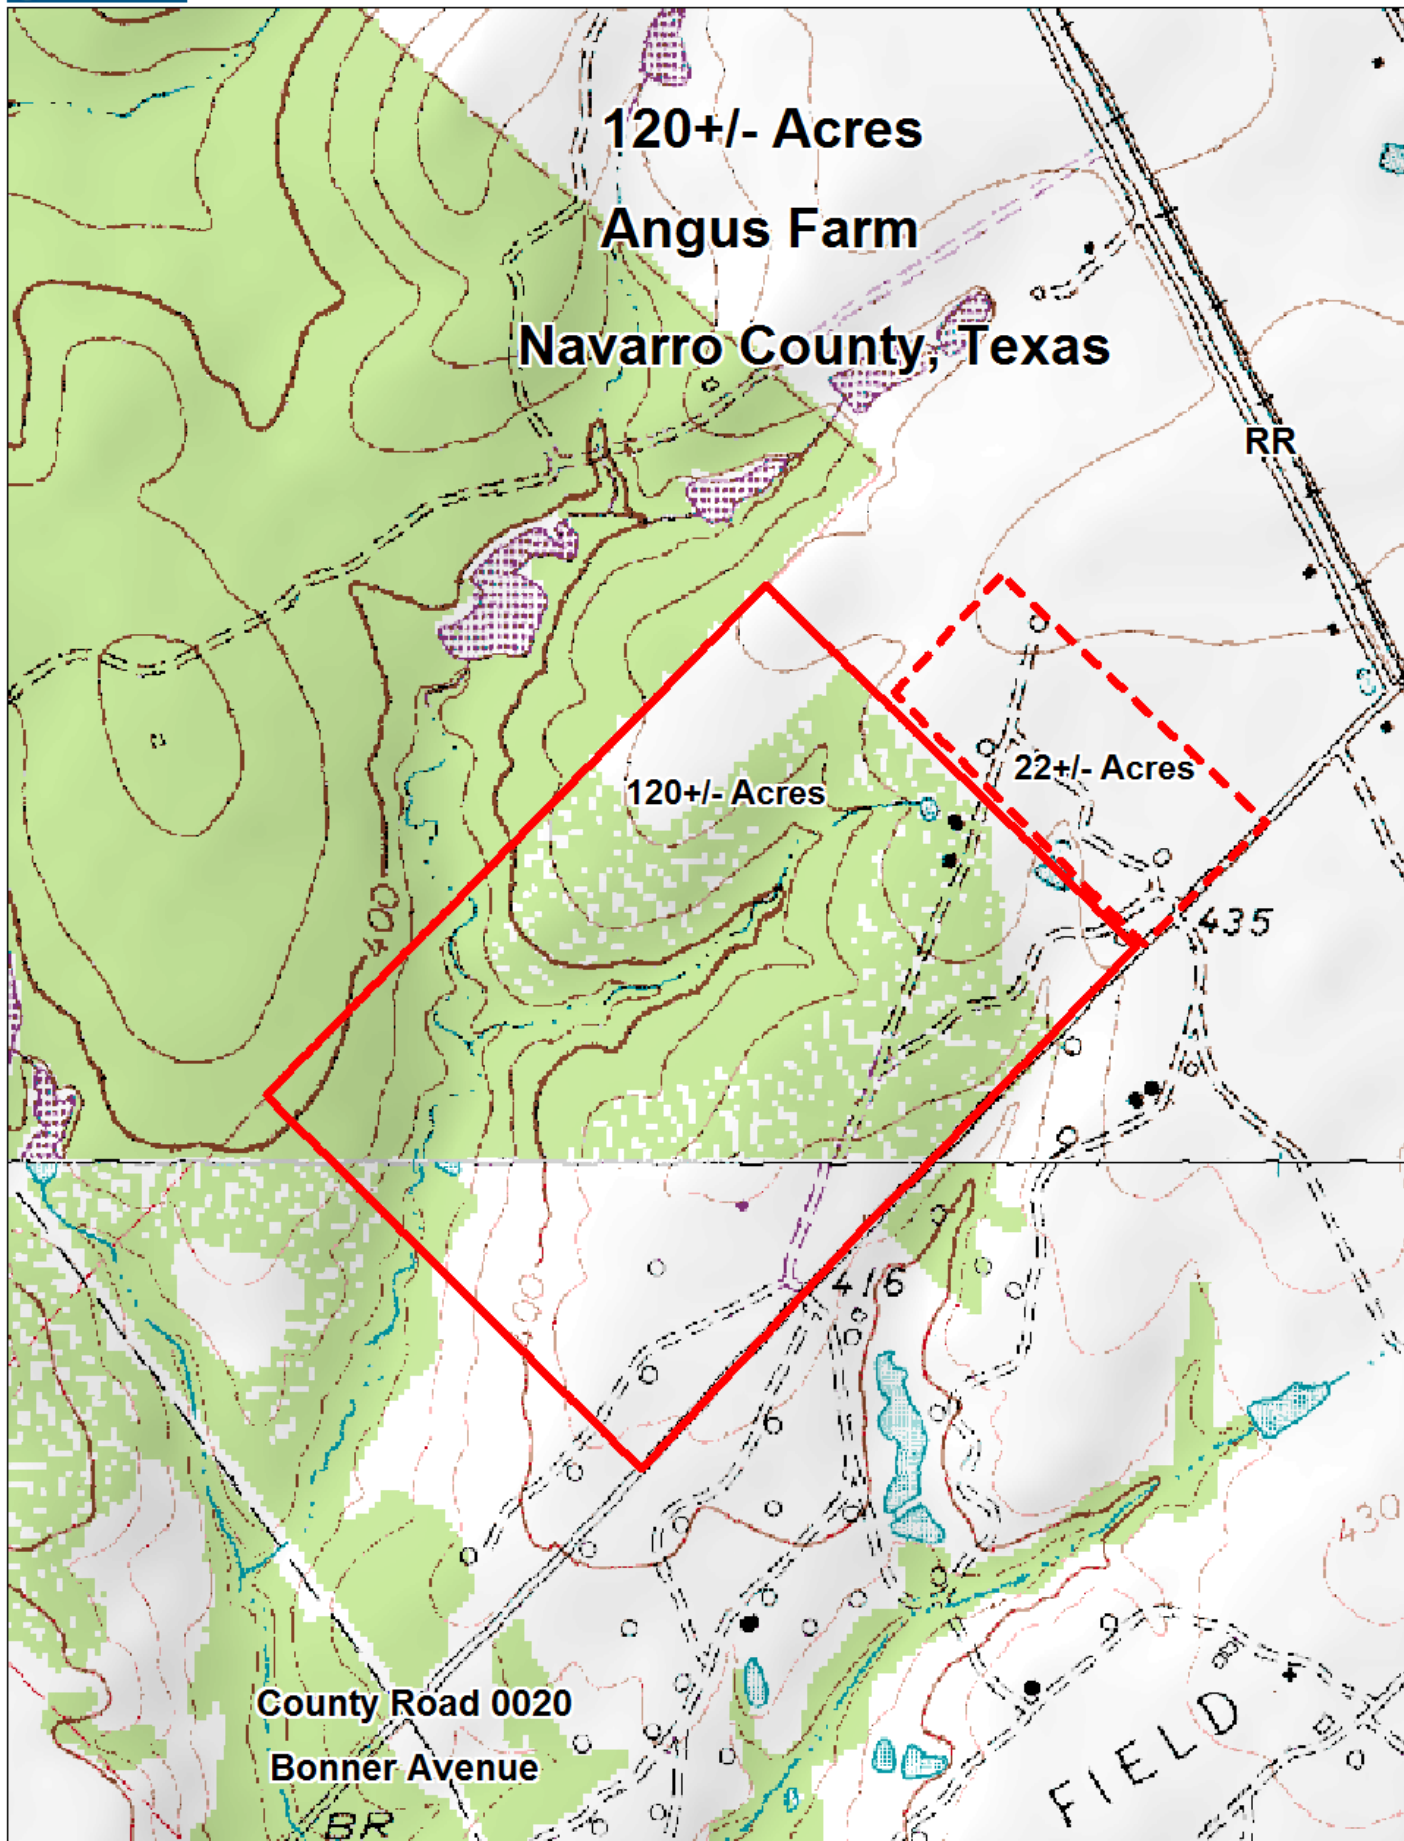 120+/- Acres
Angus Farm
Navarro County, Texas
RR
120+/- Acres
22+/- Acres
400
435
416
400
430
County Road 0020
Bonner Avenue
FIELD
BR